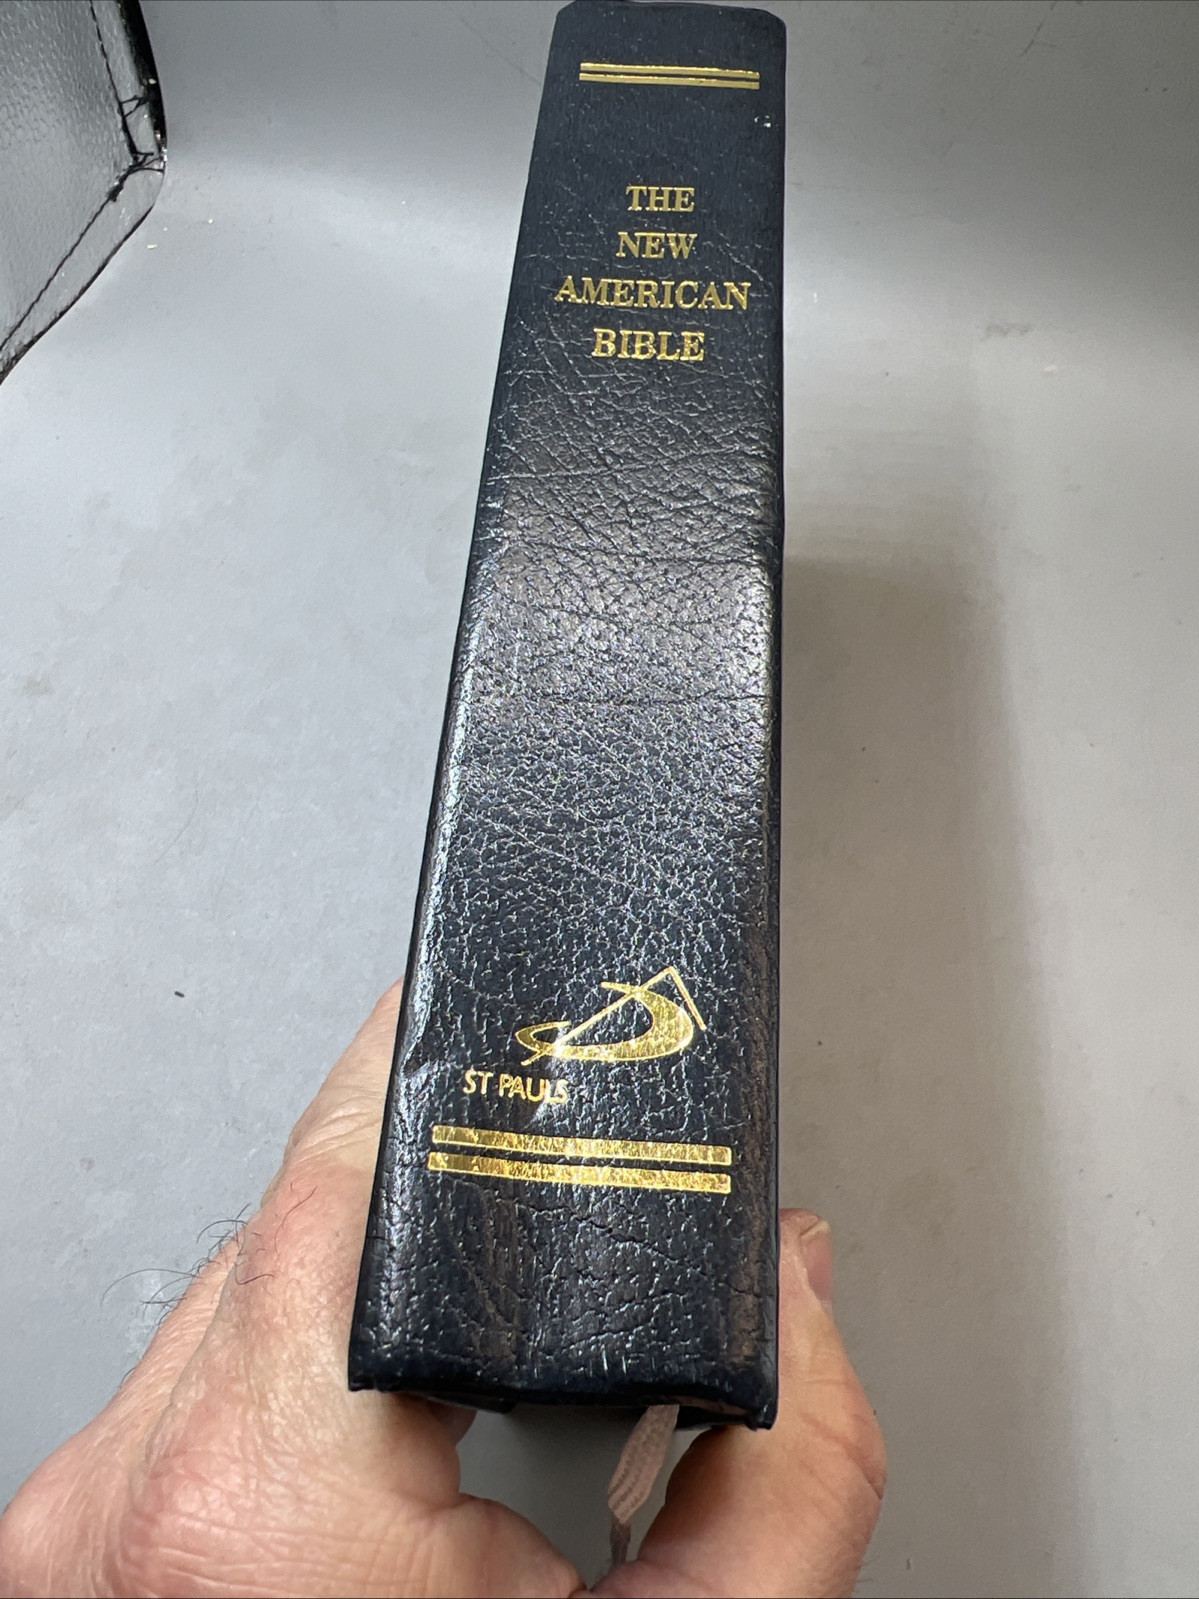 THE
NEW
AMERICAN
BIBLE
ST PAULS